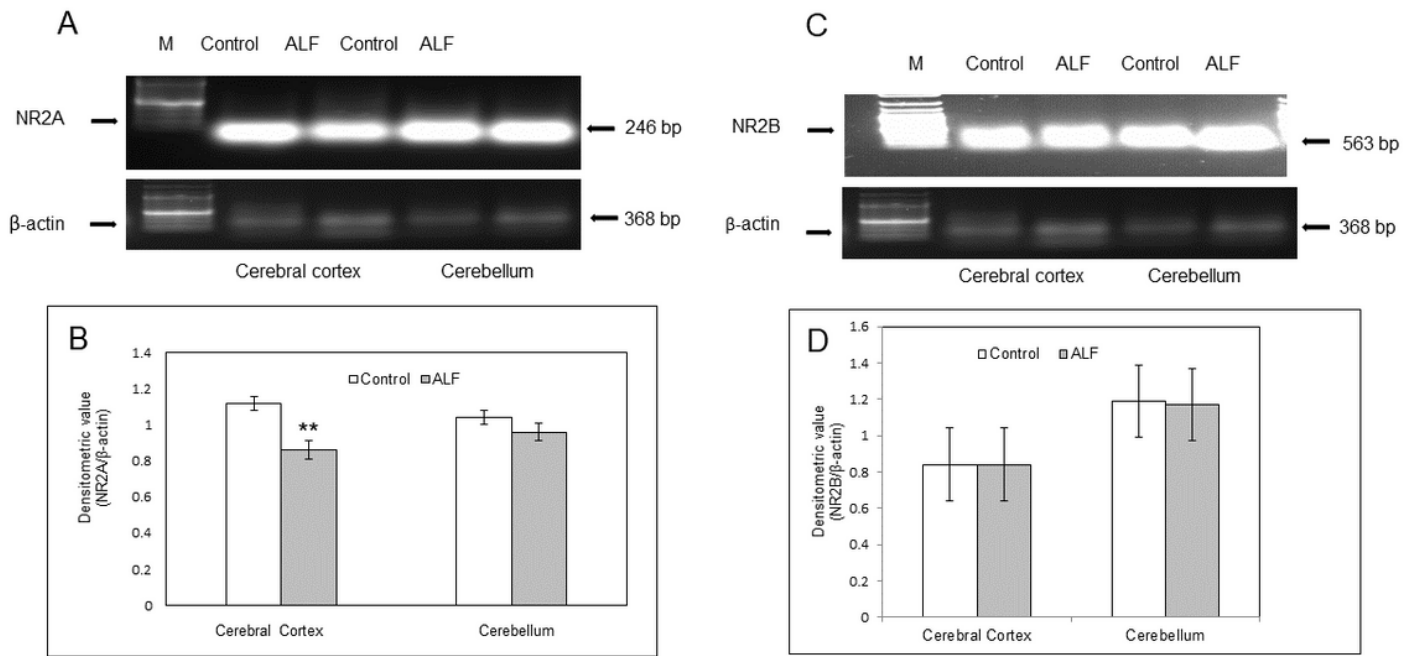 A
M Control ALF Control ALF
NR2A
246 bp
β-actin
368 bp
Cerebral cortex Cerebellum
B
Densitometric value
(NR2A/β-actin)
1.4
1.2
1
0.8
0.6
0.4
0.2
0
Control ALF
**
Cerebral Cortex Cerebellum
C
M Control ALF Control ALF
NR2B
563 bp
β-actin
368 bp
Cerebral cortex Cerebellum
D
Densitometric value
(NR2B/β-actin)
1.6
1.4
1.2
1
0.8
0.6
0.4
0.2
0
Control ALF
Cerebral Cortex Cerebellum